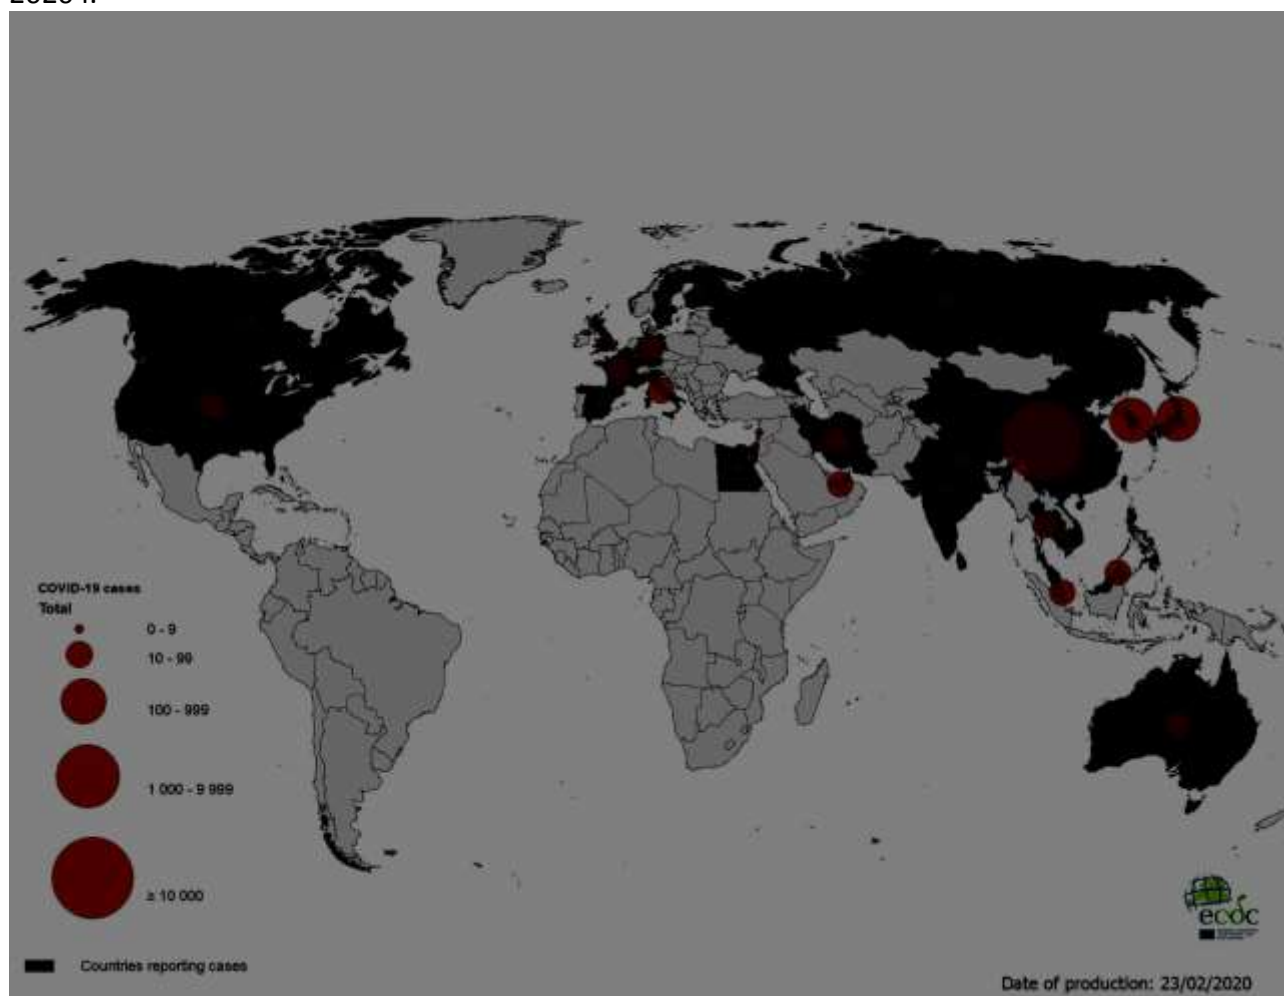 COVID-19 cases
Total
0 - 9
10 - 99
100 - 999
1 000 - 9 999
≥ 10 000
ecdc
Countries reporting cases
Date of production: 23/02/2020